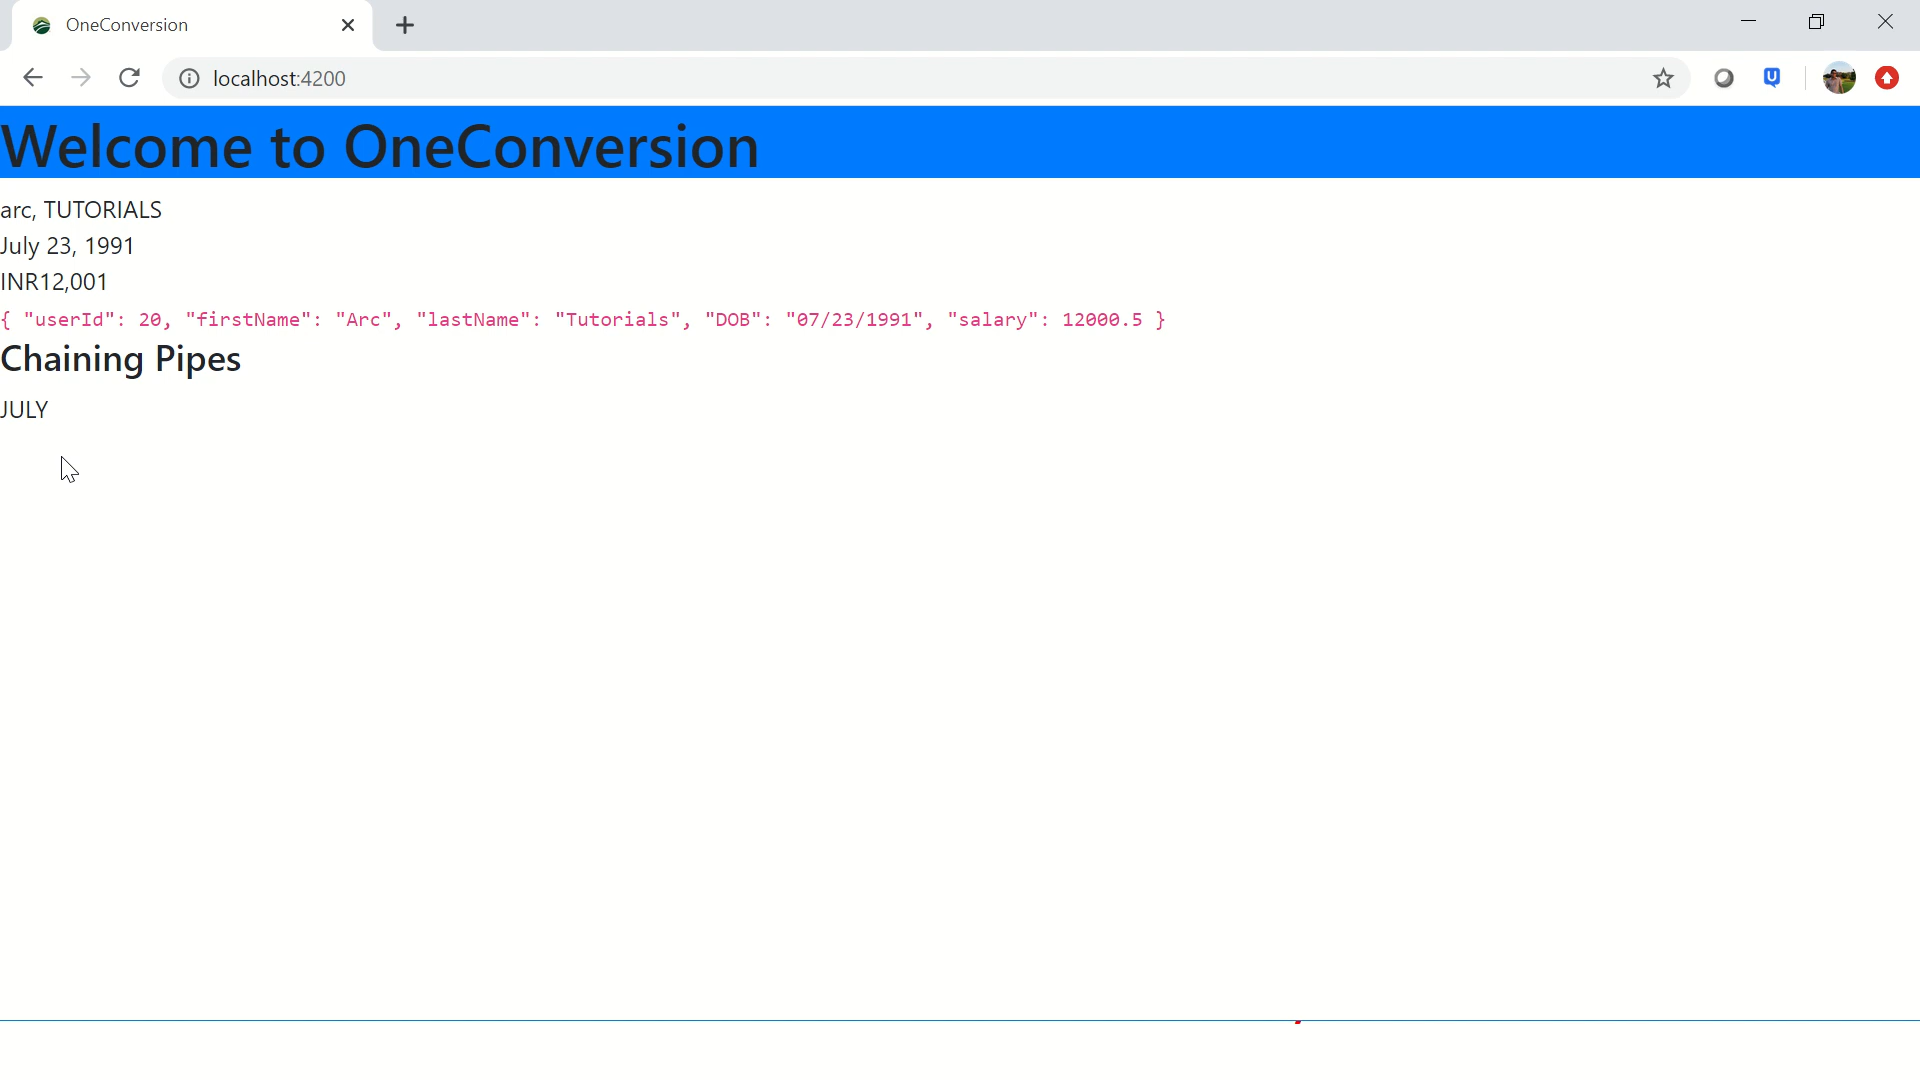 OneConversion
localhost:4200
Welcome to OneConversion
arc, TUTORIALS
July 23, 1991
INR12,001
{ "userId": 20, "firstName": "Arc", "lastName": "Tutorials", "DOB": "07/23/1991", "salary": 12000.5 }
Chaining Pipes
JULY